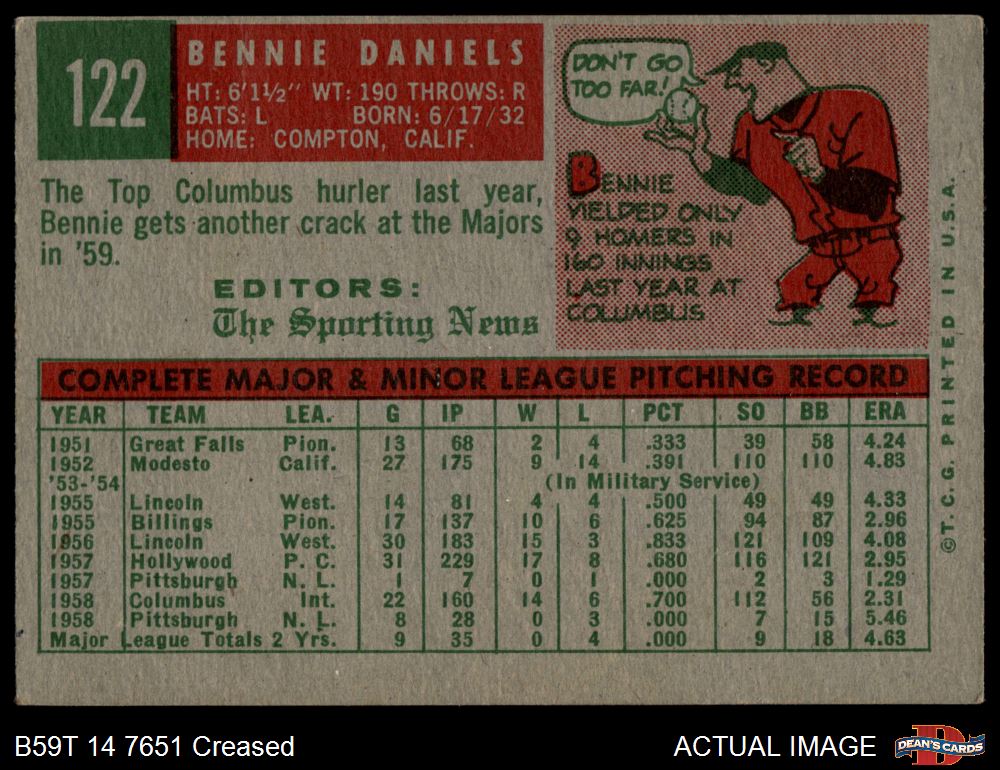 122
BENNIE DANIELS
HT: 6'1½" WT: 190 THROWS: R
BATS: L BORN: 6/17/32
HOME: COMPTON, CALIF.
The Top Columbus hurler last year,
Bennie gets another crack at the Majors
in '59.
EDITORS:
The Sporting News
DON'T GO
TOO FAR!
BENNIE
YIELDED ONLY
9 HOMERS IN
160 INNINGS
LAST YEAR AT
COLUMBUS
COMPLETE MAJOR & MINOR LEAGUE PITCHING RECORD
YEAR TEAM LEA. G IP W L PCT SO BB ERA
1951 Great Falls Pion. 13 68 2 4 .333 39 58 4.24
1952 Modesto Calif. 27 175 9 14 .391 110 110 4.83
'53-'54 (In Military Service)
1955 Lincoln West. 14 81 4 4 .500 49 49 4.33
1955 Billings Pion. 17 137 10 6 .625 94 87 2.96
1956 Lincoln West. 30 183 15 3 .833 121 109 4.08
1957 Hollywood P. C. 31 229 17 8 .680 116 121 2.95
1957 Pittsburgh N. L. 1 7 0 1 .000 2 3 1.29
1958 Columbus Int. 22 160 14 6 .700 112 56 2.31
1958 Pittsburgh N. L. 8 28 0 3 .000 7 15 5.46
Major League Totals 2 Yrs. 9 35 0 4 .000 9 18 4.63
©T.C.G. PRINTED IN U.S.A.
B59T 14 7651 Creased
ACTUAL IMAGE
DEAN'S CARDS